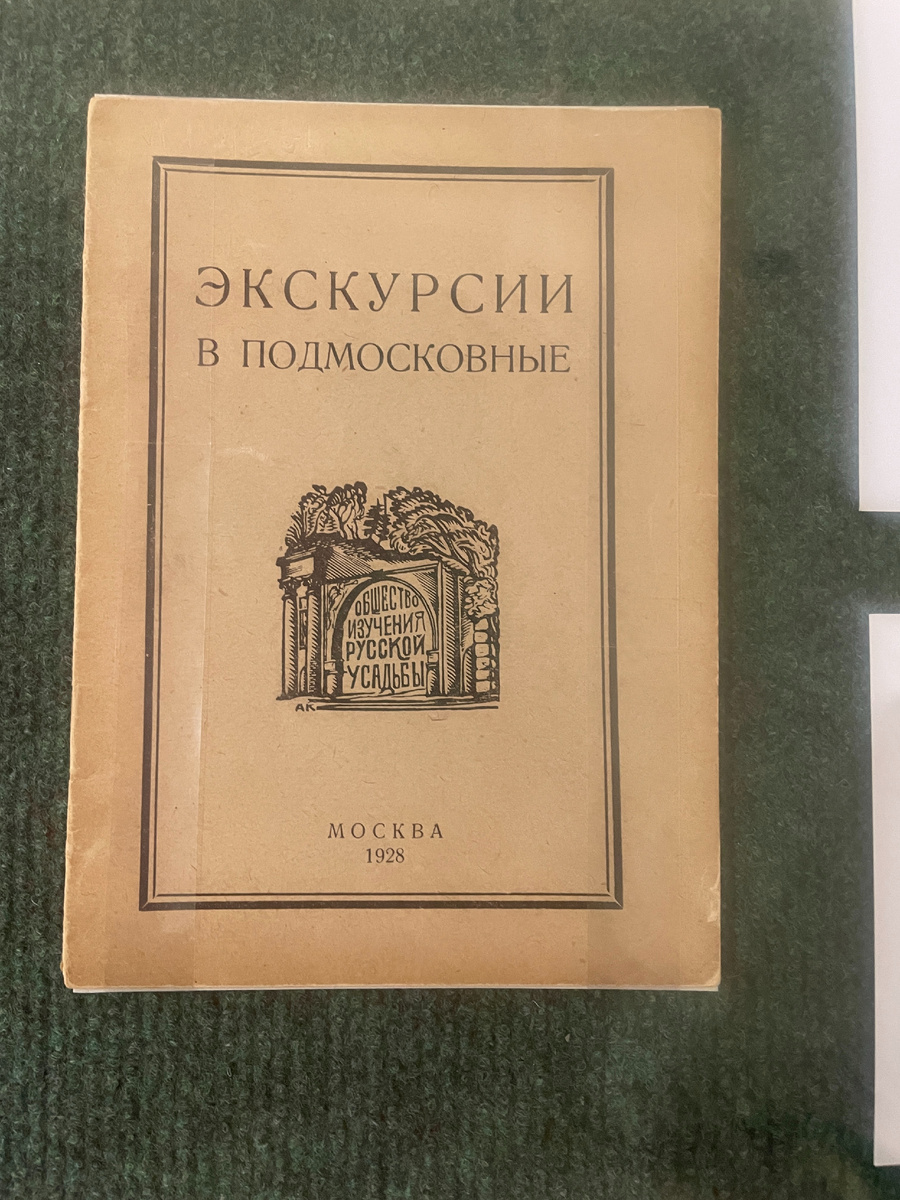 ЭКСКУРСИИ
В ПОДМОСКОВНЫЕ
ОБЩЕСТВО
ИЗУЧЕНИЯ
РУССКОЙ
УСАДЬБЫ
АК
МОСКВА
1928